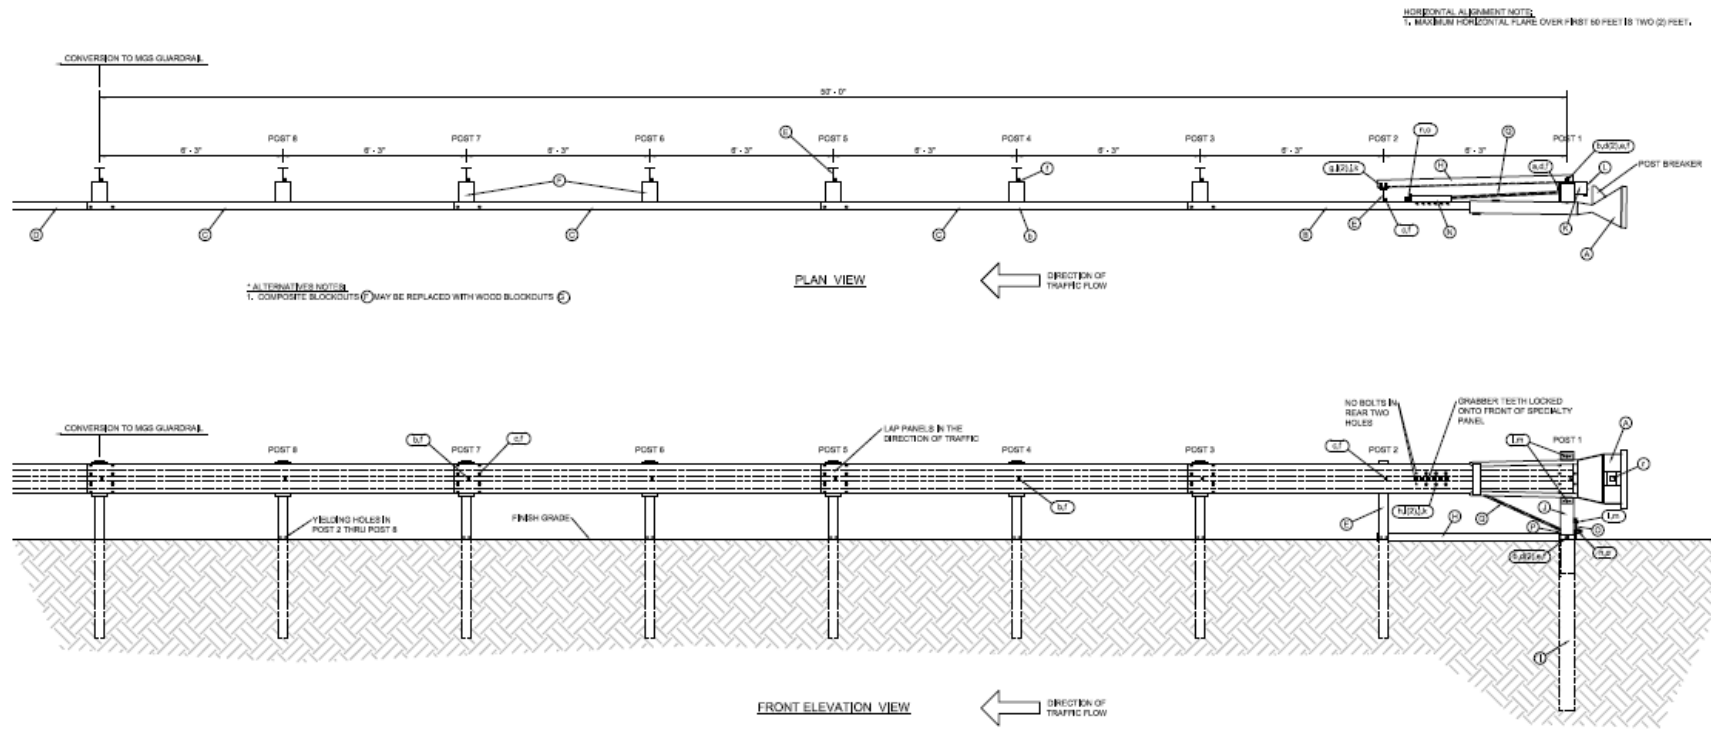 HORIZONTAL ALIGNMENT NOTE:
1. MAXIMUM HORIZONTAL FLARE OVER FIRST 50 FEET IS TWO (2) FEET.
CONVERSION TO MGS GUARDRAIL
50' - 0"
POST 8 POST 7 POST 6 POST 5 POST 4 POST 3 POST 2 POST 1
6' - 3" 6' - 3" 6' - 3" 6' - 3" 6' - 3" 6' - 3" 6' - 3" 6' - 3"
E n,o Q b,d(2),e,f
F f H a,d,f L POST BREAKER
D C C C b B E c,f N K A
PLAN VIEW
DIRECTION OF
TRAFFIC FLOW
* ALTERNATIVES NOTES:
1. COMPOSITE BLOCKOUTS F MAY BE REPLACED WITH WOOD BLOCKOUTS G
CONVERSION TO MGS GUARDRAIL
NO BOLTS IN
REAR TWO
HOLES
GRABBER TEETH LOCKED
ONTO FRONT OF SPECIALTY
PANEL
LAP PANELS IN THE
DIRECTION OF TRAFFIC
POST 8 POST 7 POST 6 POST 5 POST 4 POST 3 POST 2 POST 1
b,f c,f c,f l,m A
r
YIELDING HOLES IN
POST 2 THRU POST 8
FINISH GRADE
b,f E H Q P J l,m
b,d(2),e,f
I
FRONT ELEVATION VIEW
DIRECTION OF
TRAFFIC FLOW